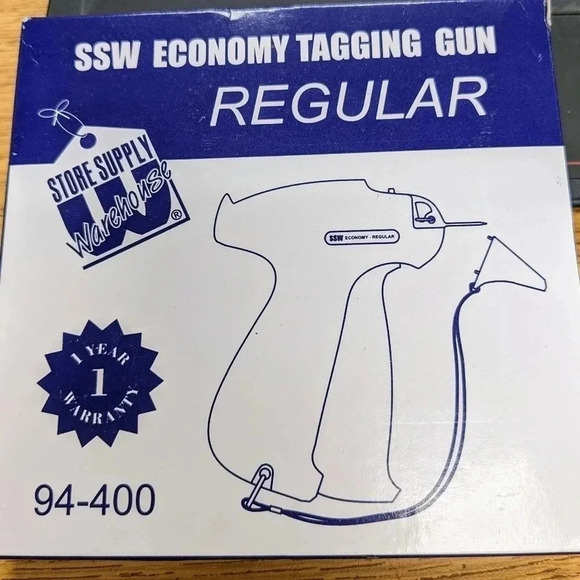 SSW ECONOMY TAGGING GUN
REGULAR
STORE SUPPLY
W
Warehouse®
SSW ECONOMY - REGULAR
1 YEAR
1
WARRANTY
94-400